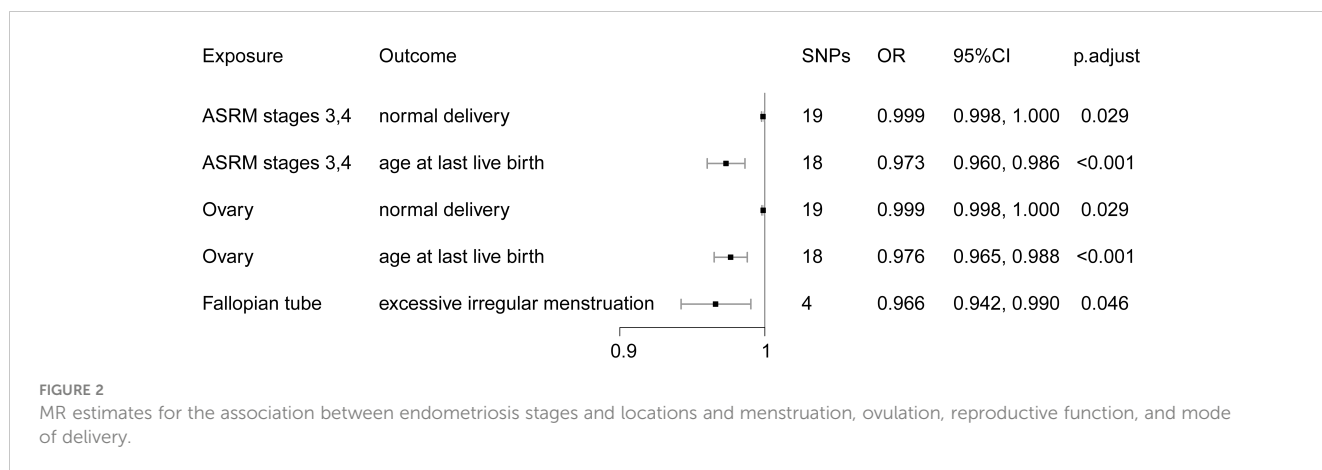 Exposure Outcome SNPs OR 95%CI p.adjust
ASRM stages 3,4 normal delivery 19 0.999 0.998, 1.000 0.029
ASRM stages 3,4 age at last live birth 18 0.973 0.960, 0.986 <0.001
Ovary normal delivery 19 0.999 0.998, 1.000 0.029
Ovary age at last live birth 18 0.976 0.965, 0.988 <0.001
Fallopian tube excessive irregular menstruation 4 0.966 0.942, 0.990 0.046
0.9 1
FIGURE 2
MR estimates for the association between endometriosis stages and locations and menstruation, ovulation, reproductive function, and mode
of delivery.